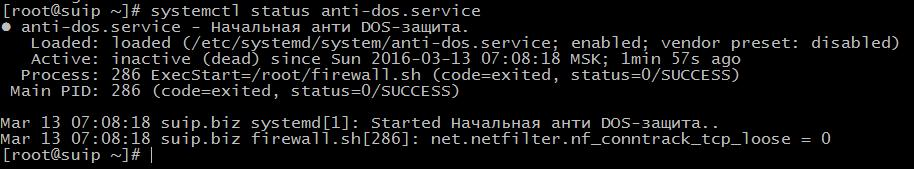 [root@suip ~]# systemctl status anti-dos.service
● anti-dos.service - Начальная анти DOS-защита.
Loaded: loaded (/etc/systemd/system/anti-dos.service; enabled; vendor preset: disabled)
Active: inactive (dead) since Sun 2016-03-13 07:08:18 MSK; 1min 57s ago
Process: 286 ExecStart=/root/firewall.sh (code=exited, status=0/SUCCESS)
Main PID: 286 (code=exited, status=0/SUCCESS)
Mar 13 07:08:18 suip.biz systemd[1]: Started Начальная анти DOS-защита..
Mar 13 07:08:18 suip.biz firewall.sh[286]: net.netfilter.nf_conntrack_tcp_loose = 0
[root@suip ~]#